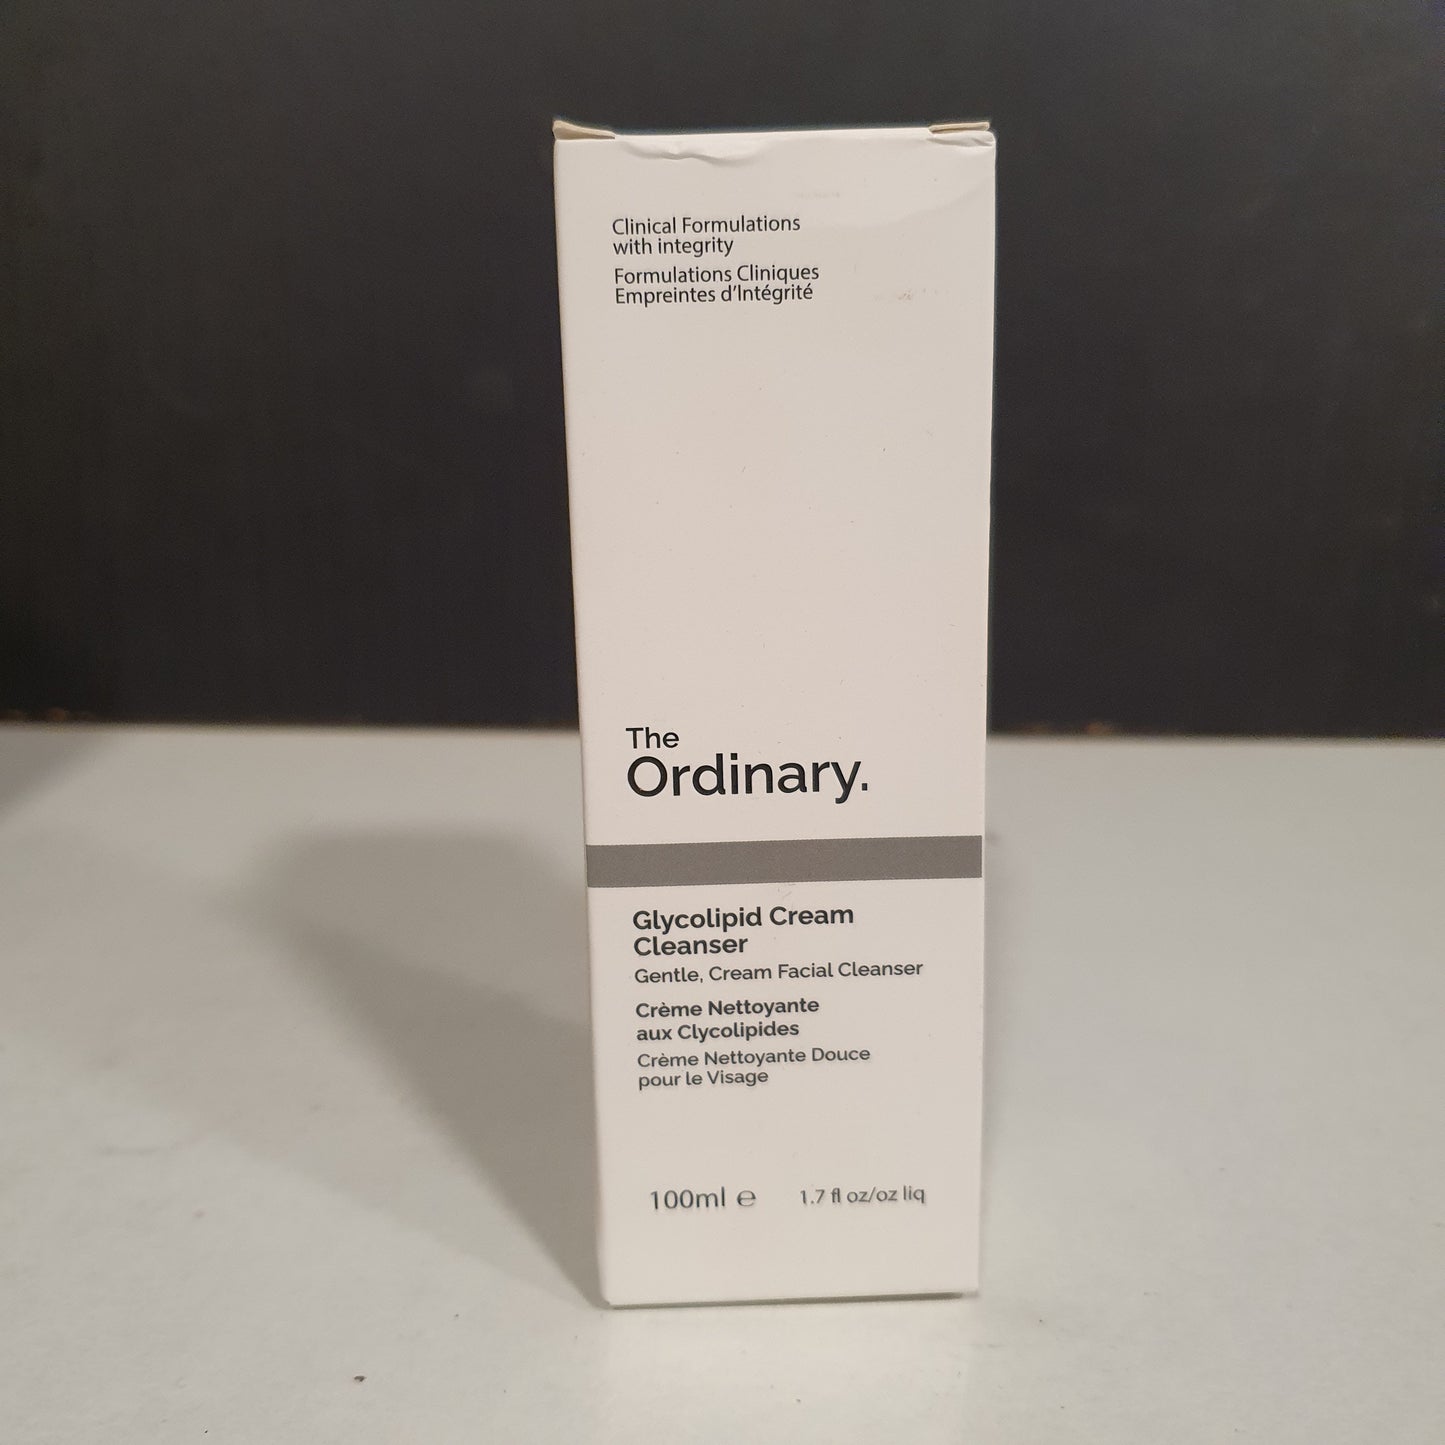 Clinical Formulations
with integrity
Formulations Cliniques
Empreintes d'Intégrité
The
Ordinary.
Glycolipid Cream
Cleanser
Gentle, Cream Facial Cleanser
Crème Nettoyante
aux Clycolipides
Crème Nettoyante Douce
pour le Visage
100ml ℮ 1.7 fl oz/oz liq